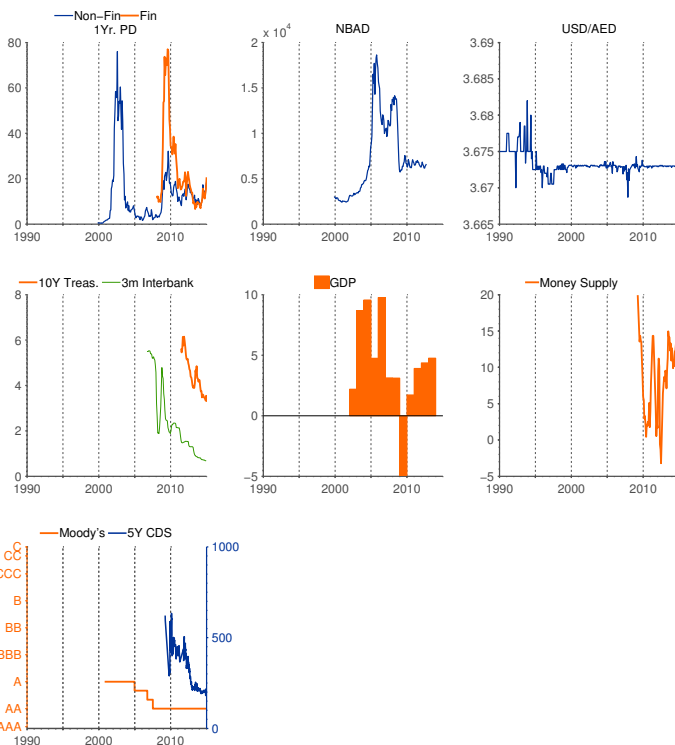 Non-Fin Fin
1Yr. PD
80
60
40
20
0
1990 2000 2010
NBAD
2 x 10^4
1.5
1
0.5
0
1990 2000 2010
USD/AED
3.69
3.685
3.68
3.675
3.67
3.665
1990 2000 2010
10Y Treas. 3m Interbank
8
6
4
2
0
1990 2000 2010
GDP
10
5
0
−5
1990 2000 2010
Money Supply
20
15
10
5
0
−5
1990 2000 2010
Moody's 5Y CDS
C
CC
CCC
B
BB
BBB
A
AA
AAA
1000
500
0
1990 2000 2010